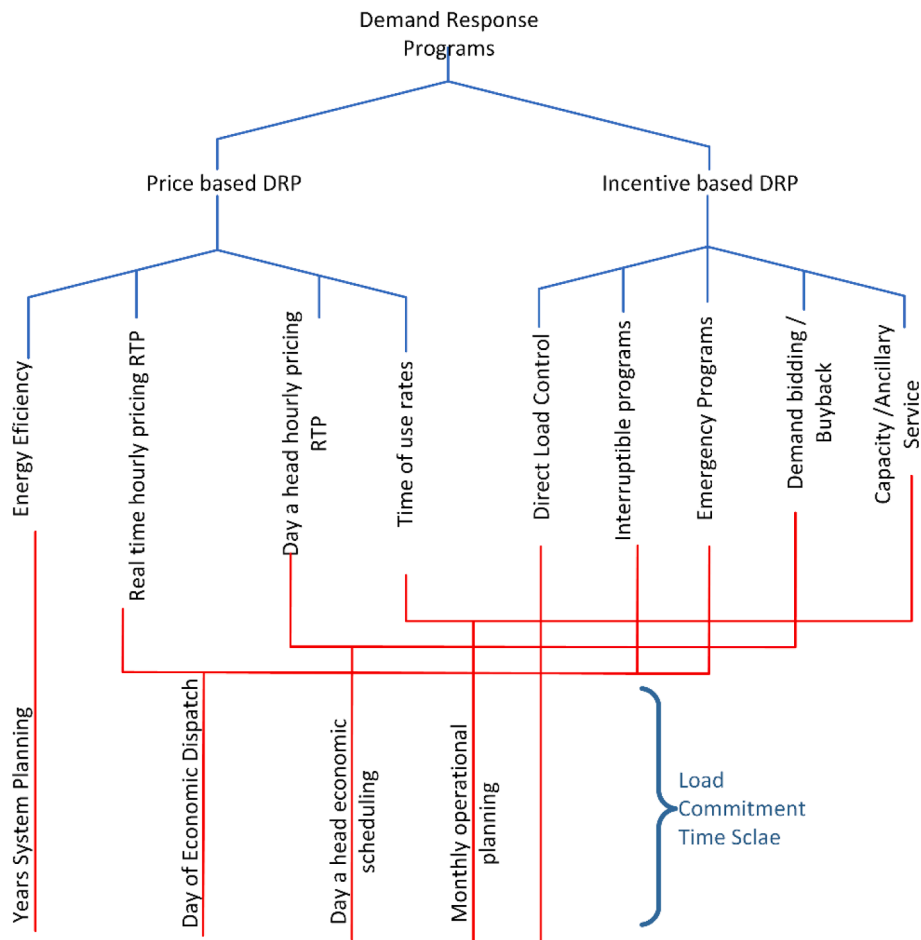 Demand Response
Programs
Price based DRP
Incentive based DRP
Energy Eficiency
Real time hourly pricing RTP
Day a head hourly pricing
RTP
Time of use rates
Direct Load Control
Interruptible programs
Emergency Programs
Demand bidding /
Buyback
Capacity /Ancillary
Service
Years System Planning
Day of Economic Dispatch
Day a head economic
scheduling
Monthly operational
planning
Load
Commitment
Time Sclae